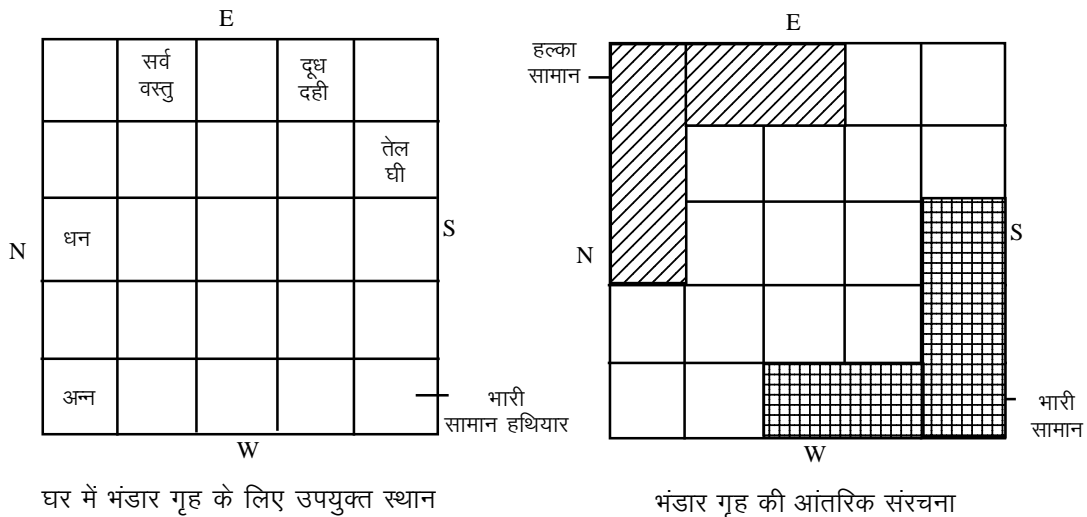 E
सर्व
वस्तु
दूध
दही
तेल
घी
N
धन
S
अन्न
भारी
सामान हथियार
W
घर में भंडार गृह के लिए उपयुक्त स्थान
E
हल्का
सामान
N
S
भारी
सामान
W
भंडार गृह की आंतरिक संरचना